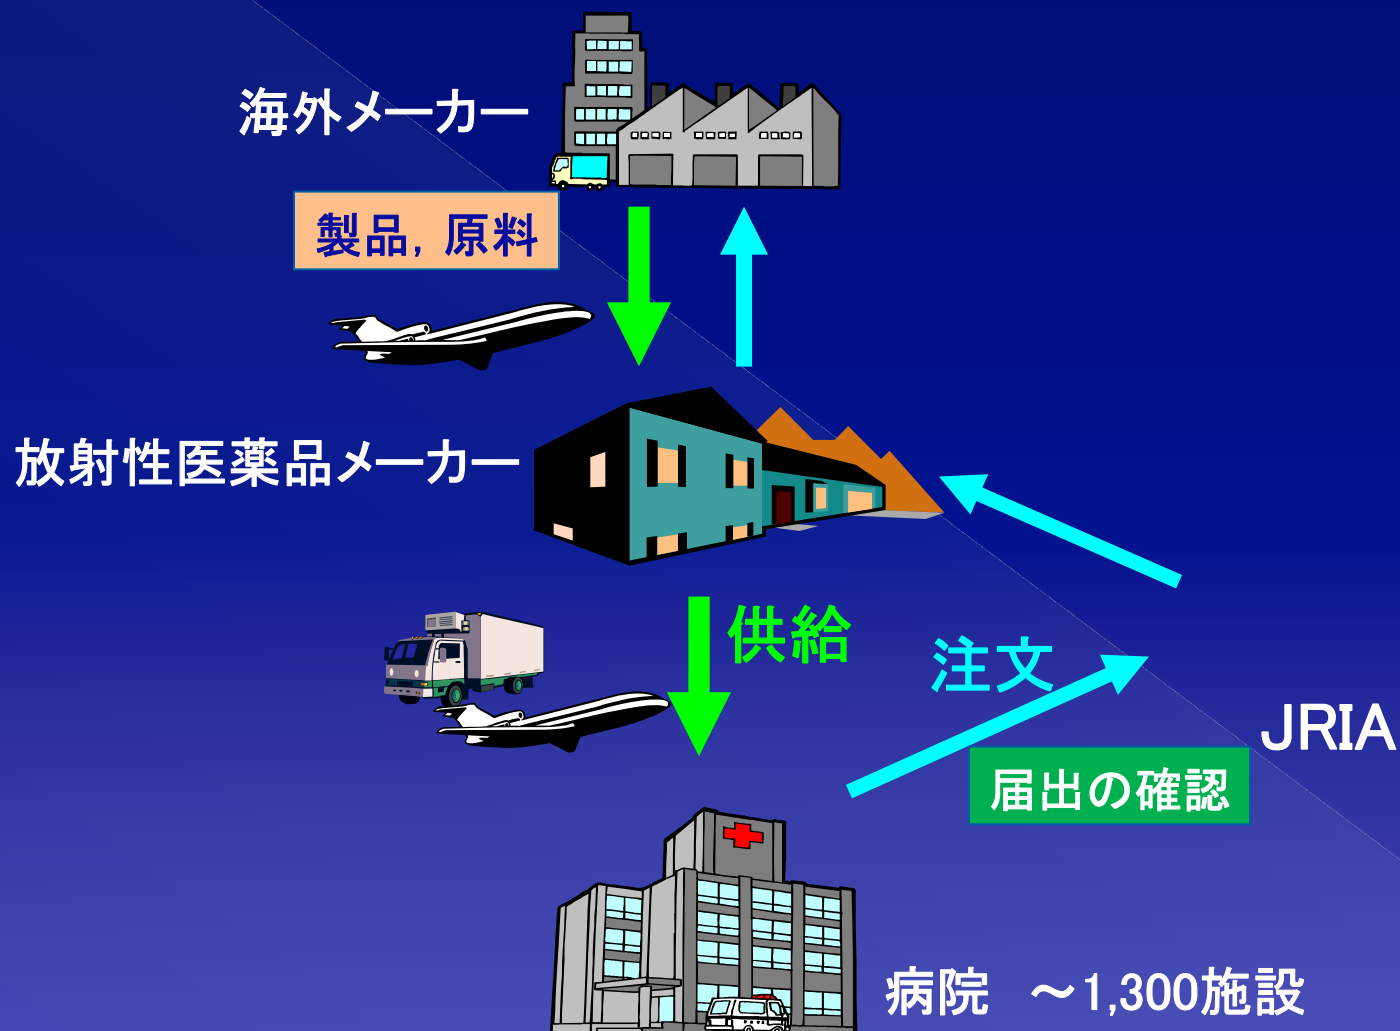 海外メーカー
製品，原料
放射性医薬品メーカー
供給
注文
JRIA
届出の確認
病院　～1,300施設